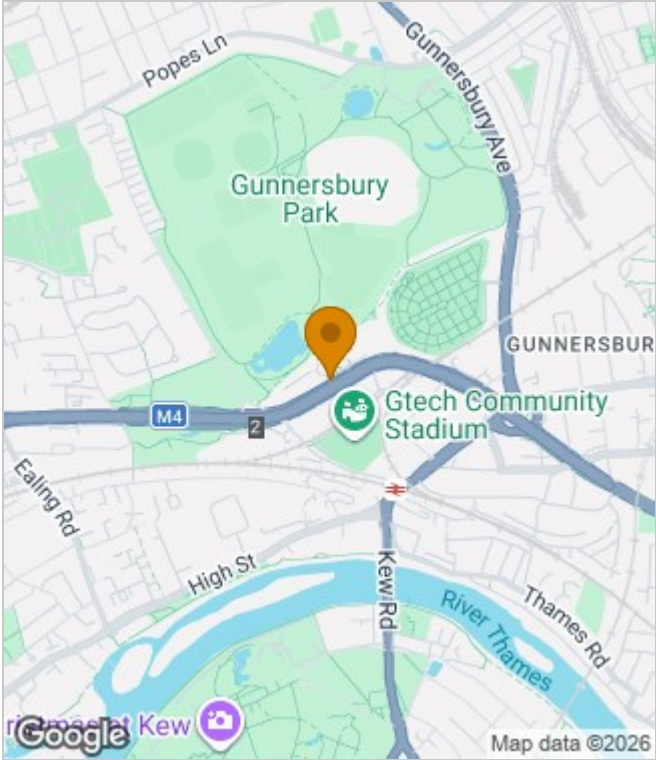 Popes Ln
Gunnersbury Ave
Gunnersbury
Park
GUNNERSBUR
M4
2
Gtech Community
Stadium
Ealing Rd
High St
Kew Rd
River Thames
Thames Rd
at Kew
Google
Map data ©2026